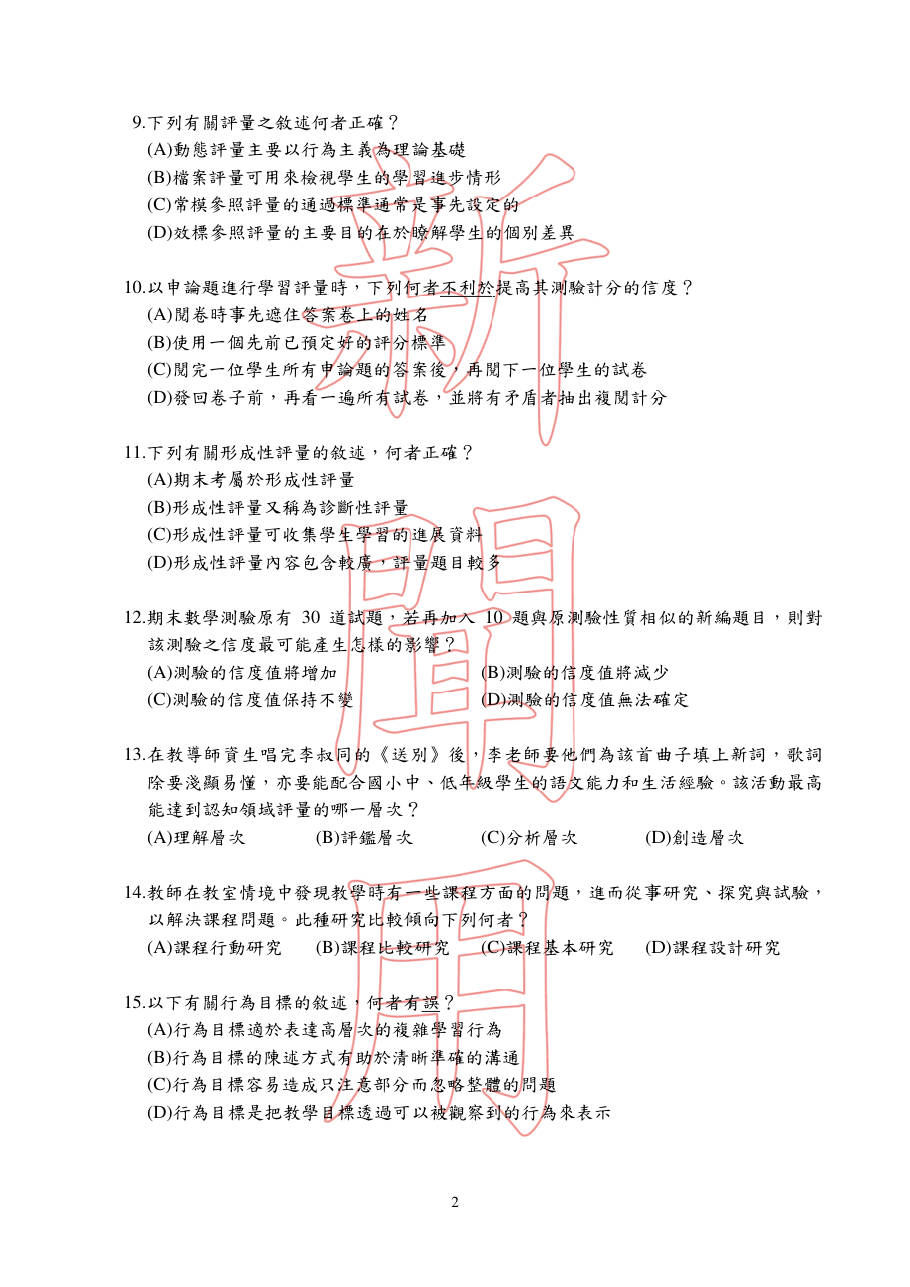 9.下列有關評量之敘述何者正確？
(A)動態評量主要以行為主義為理論基礎
(B)檔案評量可用來檢視學生的學習進步情形
(C)常模參照評量的通過標準通常是事先設定的
(D)效標參照評量的主要目的在於瞭解學生的個別差異
10.以申論題進行學習評量時，下列何者不利於提高其測驗計分的信度？
(A)閱卷時事先遮住答案卷上的姓名
(B)使用一個先前已預定好的評分標準
(C)閱完一位學生所有申論題的答案後，再閱下一位學生的試卷
(D)發回卷子前，再看一遍所有試卷，並將有矛盾者抽出複閱計分
11.下列有關形成性評量的敘述，何者正確？
(A)期末考屬於形成性評量
(B)形成性評量又稱為診斷性評量
(C)形成性評量可收集學生學習的進展資料
(D)形成性評量內容包含較廣，評量題目較多
12.期末數學測驗原有 30 道試題，若再加入 10 題與原測驗性質相似的新編題目，則對
該測驗之信度最可能產生怎樣的影響？
(A)測驗的信度值將增加 (B)測驗的信度值將減少
(C)測驗的信度值保持不變 (D)測驗的信度值無法確定
13.在教導師資生唱完李叔同的《送別》後，李老師要他們為該首曲子填上新詞，歌詞
除要淺顯易懂，亦要能配合國小中、低年級學生的語文能力和生活經驗。該活動最高
能達到認知領域評量的哪一層次？
(A)理解層次 (B)評鑑層次 (C)分析層次 (D)創造層次
14.教師在教室情境中發現教學時有一些課程方面的問題，進而從事研究、探究與試驗，
以解決課程問題。此種研究比較傾向下列何者？
(A)課程行動研究 (B)課程比較研究 (C)課程基本研究 (D)課程設計研究
15.以下有關行為目標的敘述，何者有誤？
(A)行為目標適於表達高層次的複雜學習行為
(B)行為目標的陳述方式有助於清晰準確的溝通
(C)行為目標容易造成只注意部分而忽略整體的問題
(D)行為目標是把教學目標透過可以被觀察到的行為來表示
新
聞
用
2